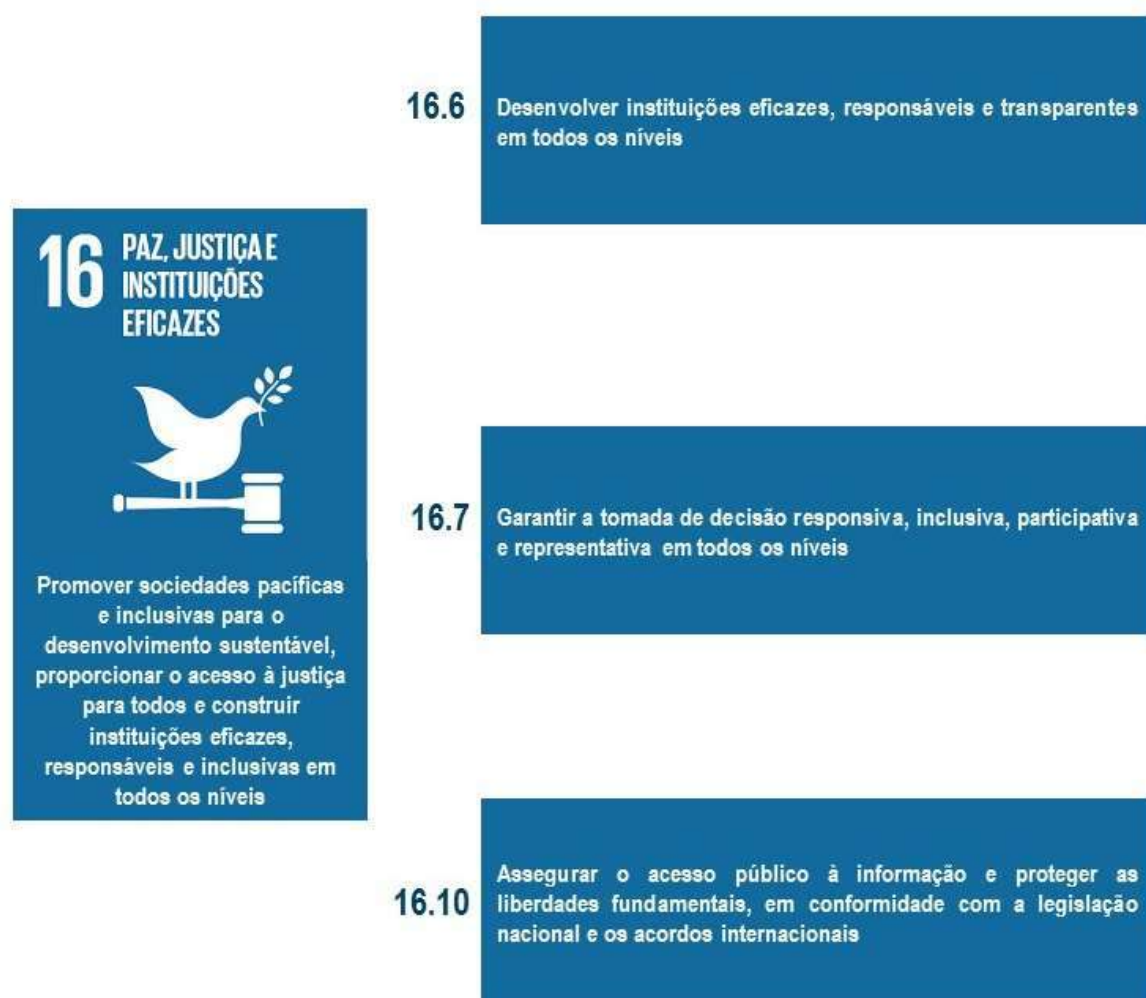 16 PAZ, JUSTIÇA E
INSTITUIÇÕES
EFICAZES
Promover sociedades pacíficas
e inclusivas para o
desenvolvimento sustentável,
proporcionar o acesso à justiça
para todos e construir
instituições eficazes,
responsáveis e inclusivas em
todos os níveis
16.6
Desenvolver instituições eficazes, responsáveis e transparentes
em todos os níveis
16.7
Garantir a tomada de decisão responsiva, inclusiva, participativa
e representativa em todos os níveis
16.10
Assegurar o acesso público à informação e proteger as
liberdades fundamentais, em conformidade com a legislação
nacional e os acordos internacionais